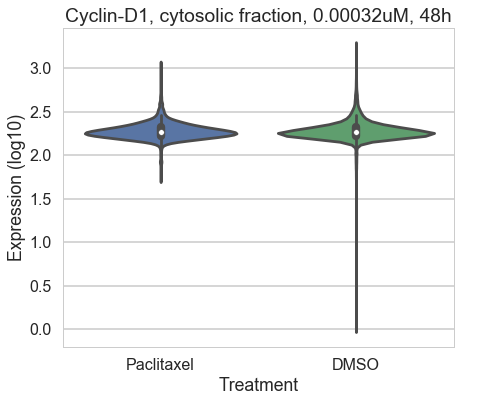 Cyclin-D1, cytosolic fraction, 0.00032uM, 48h
3.0
2.5
2.0
1.5
1.0
0.5
0.0
Expression (log10)
Paclitaxel DMSO
Treatment